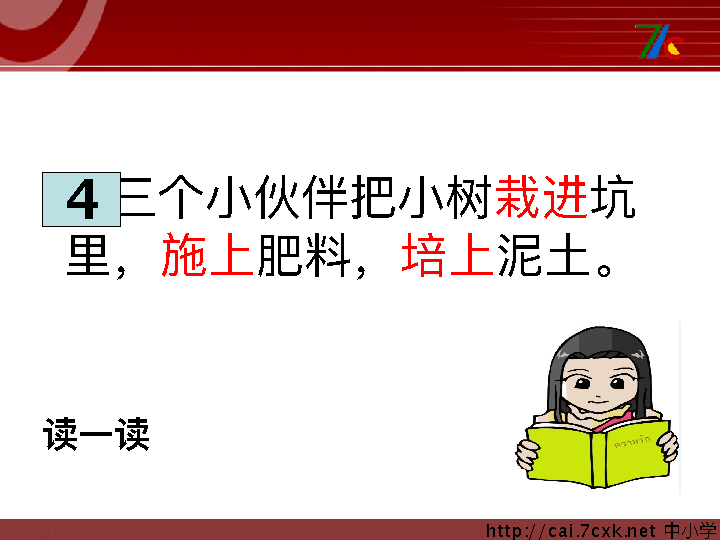 7c
4 三个小伙伴把小树栽进坑
里，施上肥料，培上泥土。
读一读
http://cai.7cxk.net 中小学